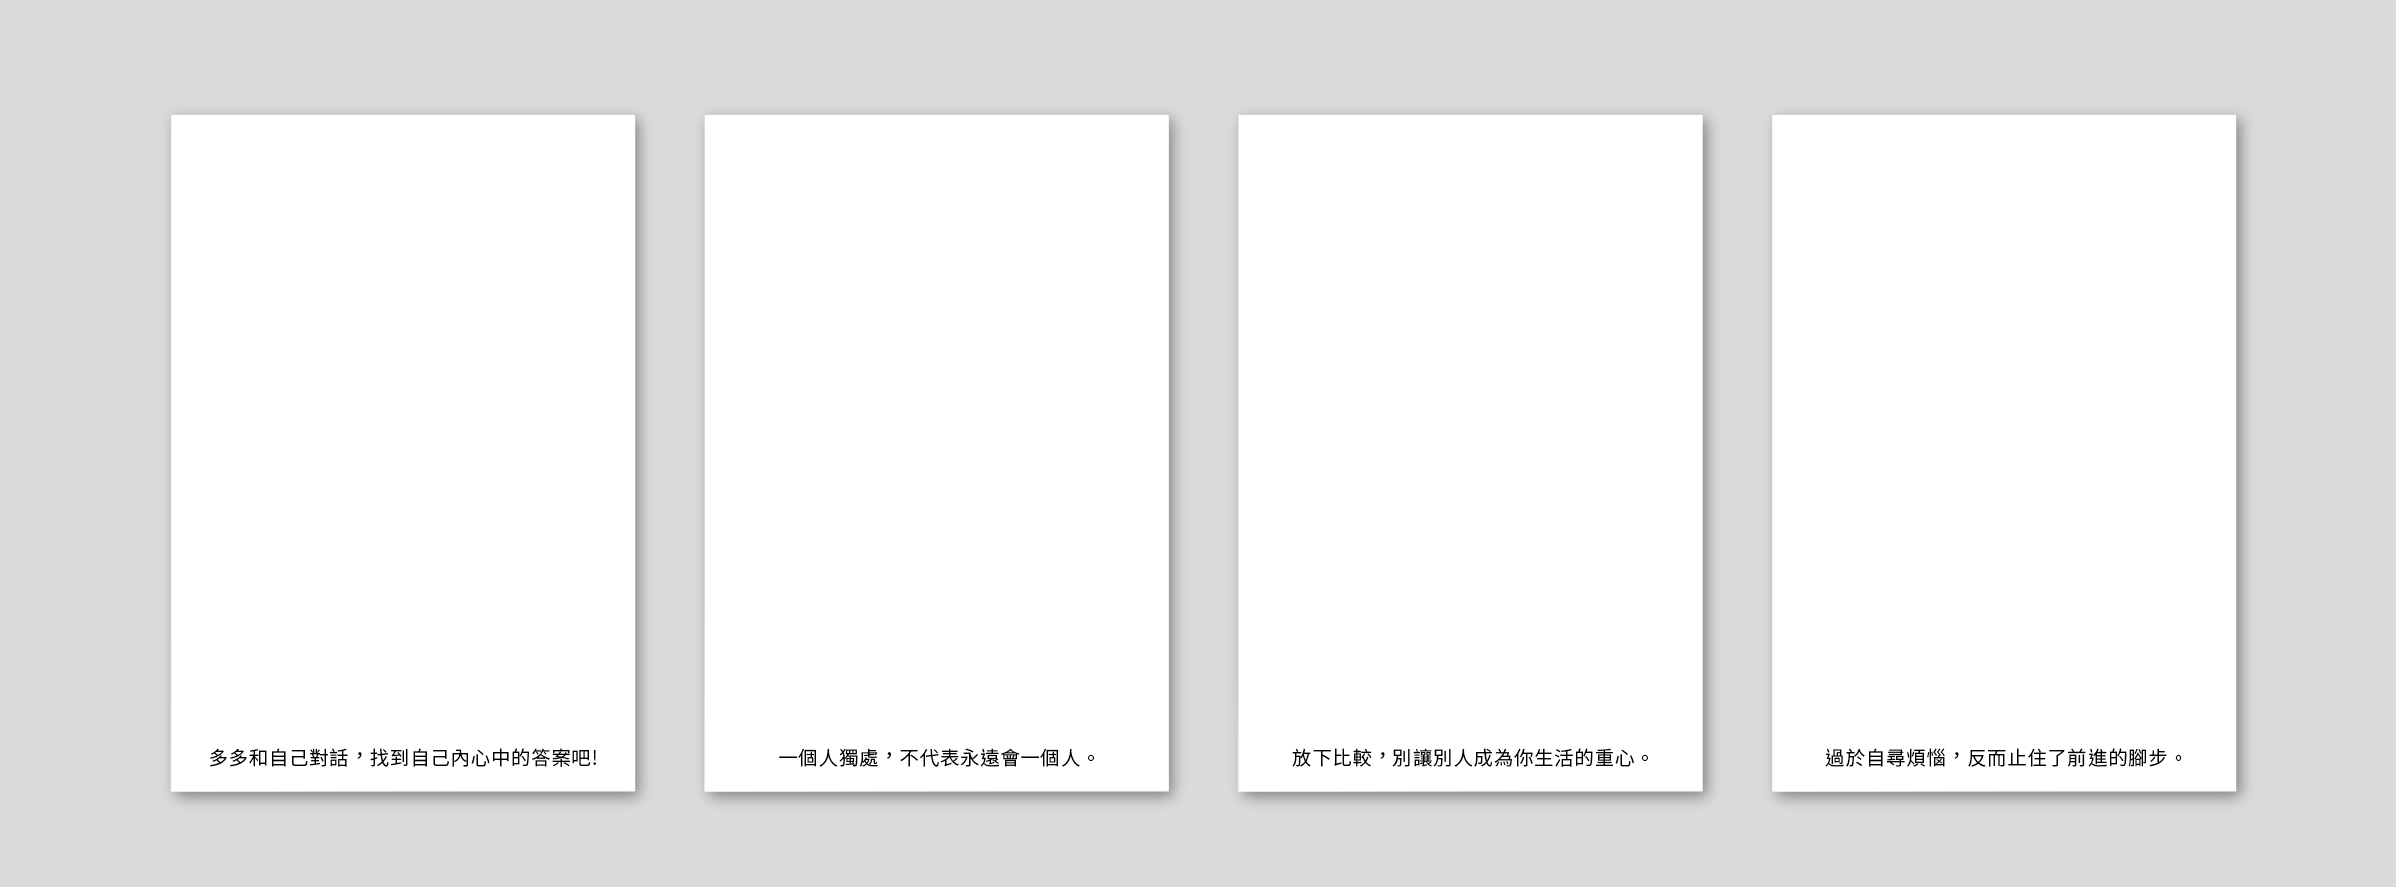 多多和自己對話，找到自己內心中的答案吧!
一個人獨處，不代表永遠會一個人。
放下比較，別讓別人成為你生活的重心。
過於自尋煩惱，反而止住了前進的腳步。